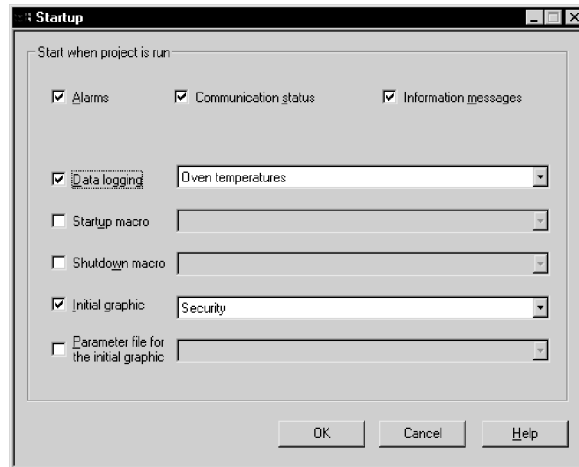 Startup
Start when project is run
Alarms Communication status Information messages
Data logging Oven temperatures
Startup macro
Shutdown macro
Initial graphic Security
Parameter file for
the initial graphic
OK Cancel Help